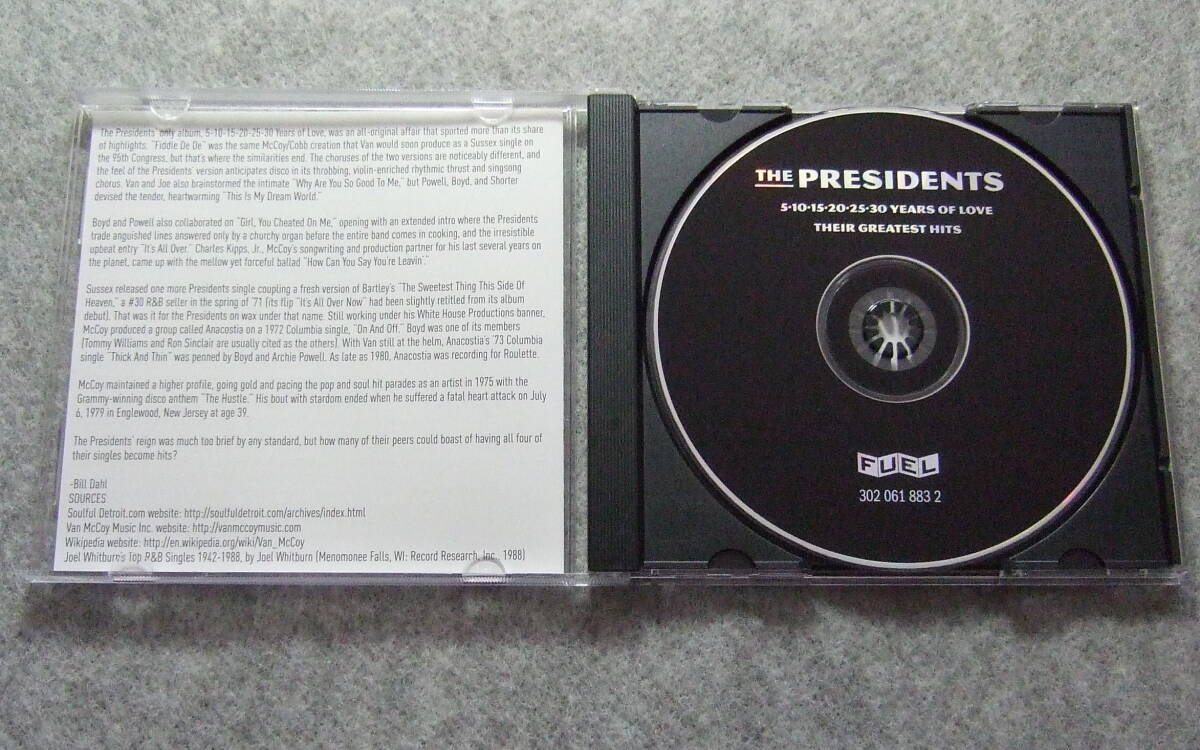 The Presidents' only album, 5-10-15-20-25-30 Years of Love, was an all-original affair that sported more than its share
of highlights. "Fiddle De De" was the same McCoy/Cobb creation that Van would soon produce as a Sussex single on
the 95th Congress, but that's where the similarities end. The choruses of the two versions are noticeably different, and
the feel of the Presidents' version anticipates disco in its throbbing, violin-enriched rhythmic thrust and singsong
chorus. Van and Joe also brainstormed the intimate "Why Are You So Good To Me," but Powell, Boyd, and Shorter
devised the tender, heartwarming "This Is My Dream World."
Boyd and Powell also collaborated on "Girl, You Cheated On Me," opening with an extended intro where the Presidents
trade anguished lines answered only by a churchy organ before the entire band comes in cooking, and the irresistible
upbeat entry "It's All Over." Charles Kipps, Jr., McCoy's songwriting and production partner for his last several years on
the planet, came up with the mellow yet forceful ballad "How Can You Say You're Leavin'."
Sussex released one more Presidents single coupling a fresh version of Bartley's "The Sweetest Thing This Side Of
Heaven," a #30 R&B seller in the spring of '71 (its flip "It's All Over Now" had been slightly retitled from its album
debut). That was it for the Presidents on wax under that name. Still working under his White House Productions banner,
McCoy produced a group called Anacostia on a 1972 Columbia single, "On And Off." Boyd was one of its members
(Tommy Williams and Ron Sinclair are usually cited as the others). With Van still at the helm, Anacostia's '73 Columbia
single "Thick And Thin" was penned by Boyd and Archie Powell. As late as 1980, Anacostia was recording for Roulette.
McCoy maintained a higher profile, going gold and pacing the pop and soul hit parades as an artist in 1975 with the
Grammy-winning disco anthem "The Hustle." His bout with stardom ended when he suffered a fatal heart attack on July
6, 1979 in Englewood, New Jersey at age 39.
The Presidents' reign was much too brief by any standard, but how many of their peers could boast of having all four of
their singles become hits?
-Bill Dahl
SOURCES
Soulful Detroit.com website: http://soulfuldetroit.com/archives/index.html
Van McCoy Music Inc. website: http://vanmccoymusic.com
Wikipedia website: http://en.wikipedia.org/wiki/Van_McCoy
Joel Whitburn's Top R&B Singles 1942-1988, by Joel Whitburn (Menomonee Falls, WI: Record Research, Inc., 1988)
THE PRESIDENTS
5·10·15·20·25·30 YEARS OF LOVE
THEIR GREATEST HITS
FUEL
302 061 883 2